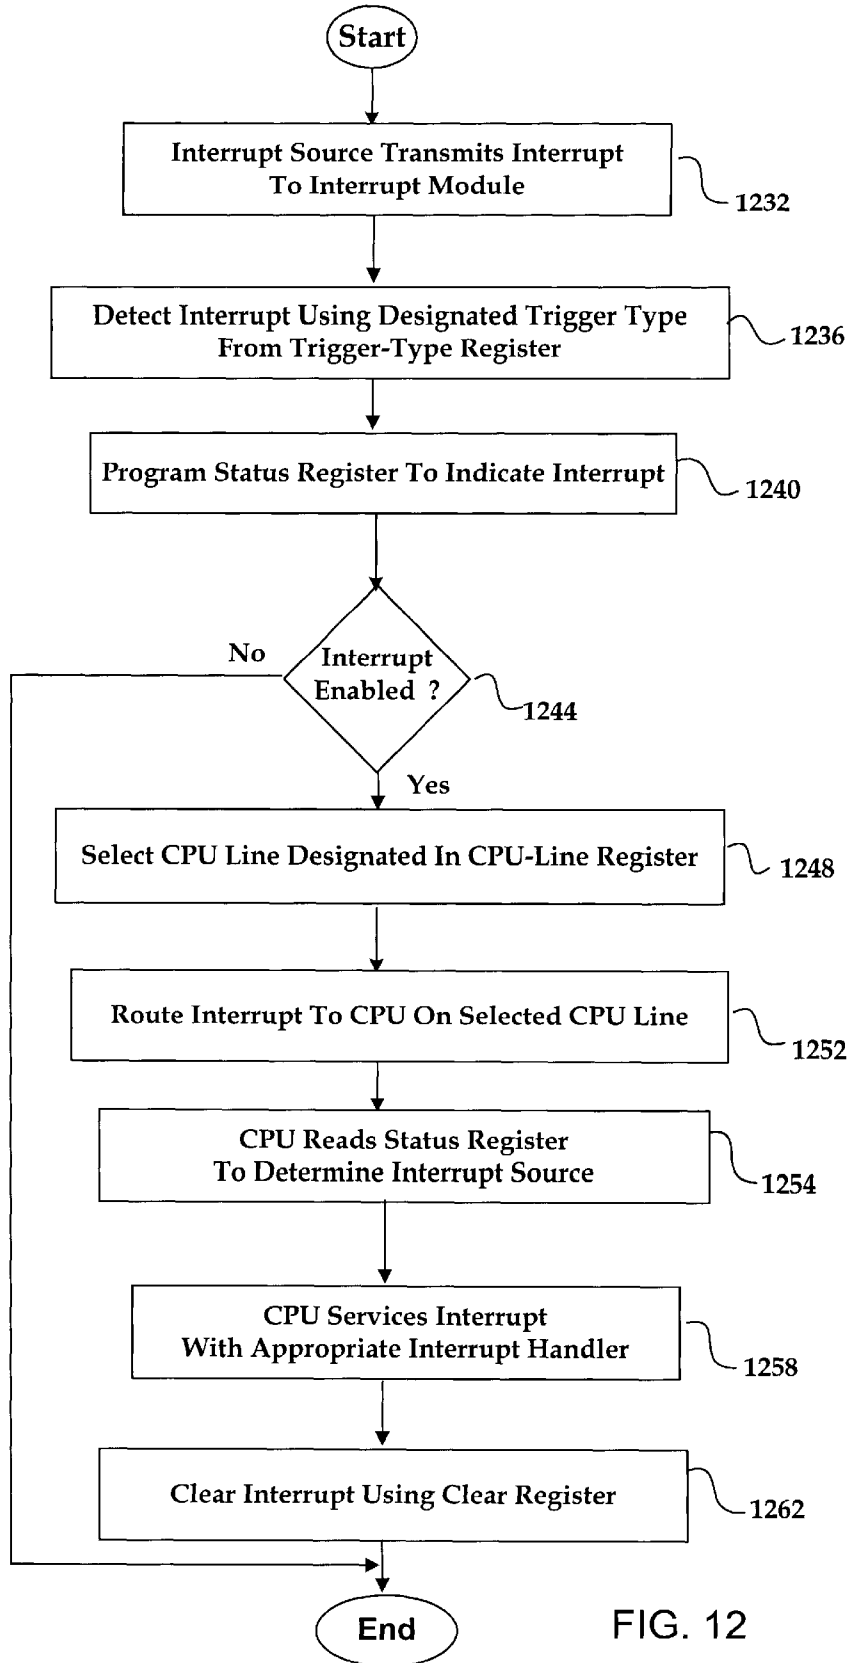 Start
Interrupt Source Transmits Interrupt
To Interrupt Module
1232
Detect Interrupt Using Designated Trigger Type
From Trigger-Type Register
1236
Program Status Register To Indicate Interrupt
1240
No
Interrupt
Enabled ?
1244
Yes
Select CPU Line Designated In CPU-Line Register
1248
Route Interrupt To CPU On Selected CPU Line
1252
CPU Reads Status Register
To Determine Interrupt Source
1254
CPU Services Interrupt
With Appropriate Interrupt Handler
1258
Clear Interrupt Using Clear Register
1262
End
FIG. 12